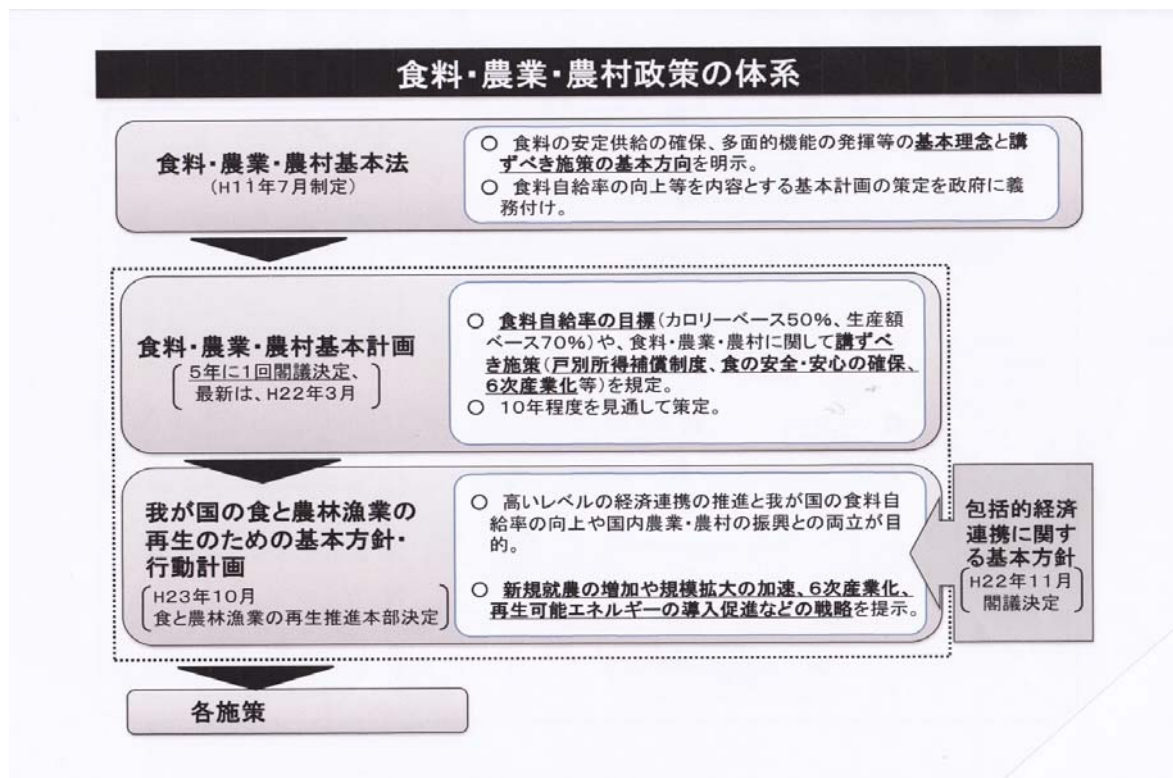 食料・農業・農村政策の体系
食料・農業・農村基本法
(H11年7月制定)
○ 食料の安定供給の確保、多面的機能の発揮等の基本理念と講
ずべき施策の基本方向を明示。
○ 食料自給率の向上等を内容とする基本計画の策定を政府に義
務付け。
食料・農業・農村基本計画
5年に1回閣議決定、
最新は、H22年3月
○ 食料自給率の目標(カロリーベース50%、生産額
ベース70%)や、食料・農業・農村に関して講ずべ
き施策(戸別所得補償制度、食の安全・安心の確保、
6次産業化等)を規定。
○ 10年程度を見通して策定。
我が国の食と農林漁業の
再生のための基本方針・
行動計画
H23年10月
食と農林漁業の再生推進本部決定
○ 高いレベルの経済連携の推進と我が国の食料自
給率の向上や国内農業・農村の振興との両立が目
的。
○ 新規就農の増加や規模拡大の加速、6次産業化、
再生可能エネルギーの導入促進などの戦略を提示。
包括的経済
連携に関す
る基本方針
H22年11月
閣議決定
各施策